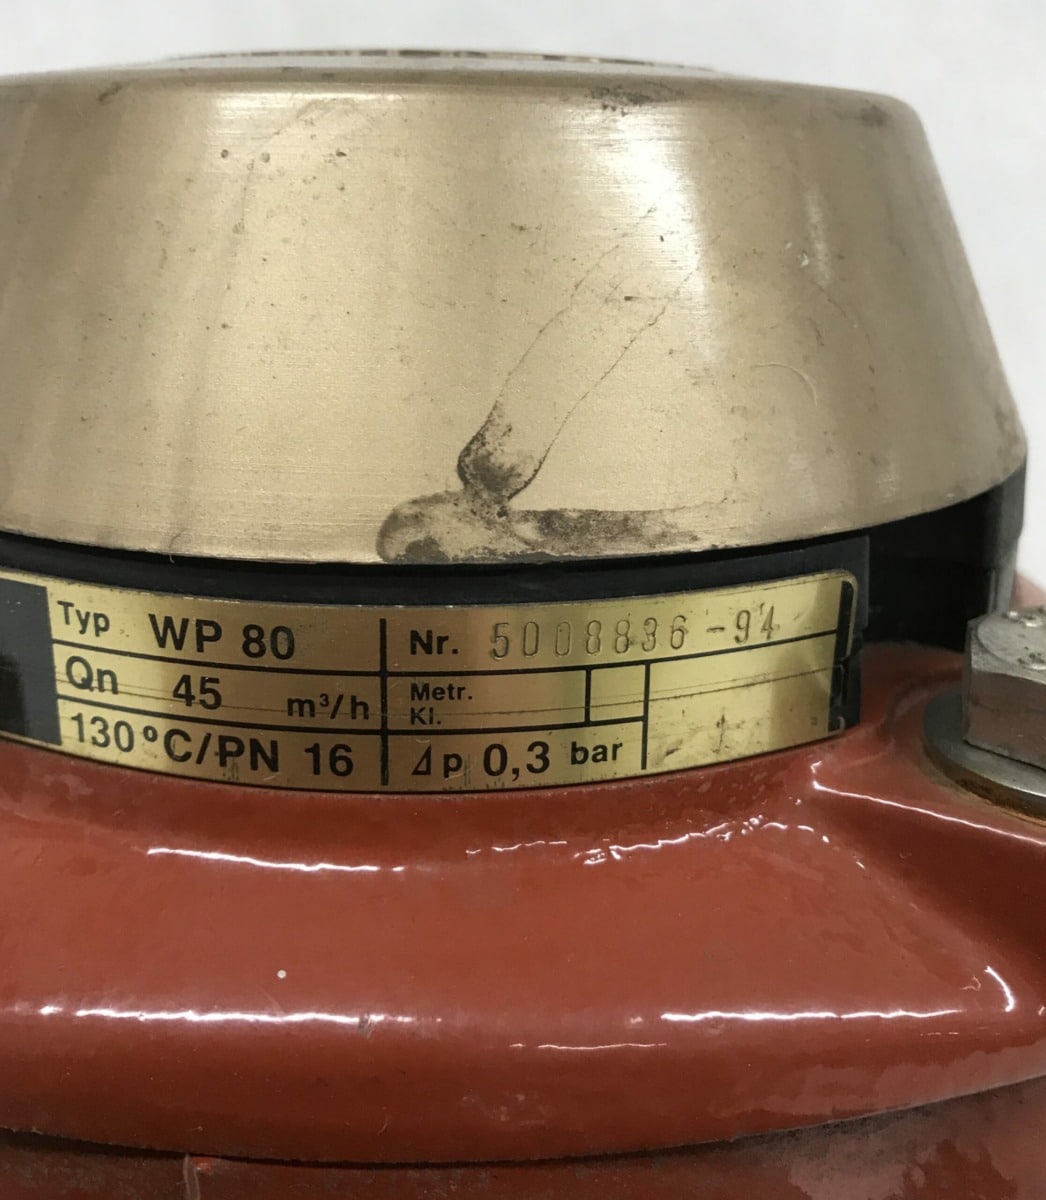 Typ WP 80
Nr. 5008836-94
Qn 45 m³/h
Metr.
Kl.
130°C/PN 16
Δp 0,3 bar